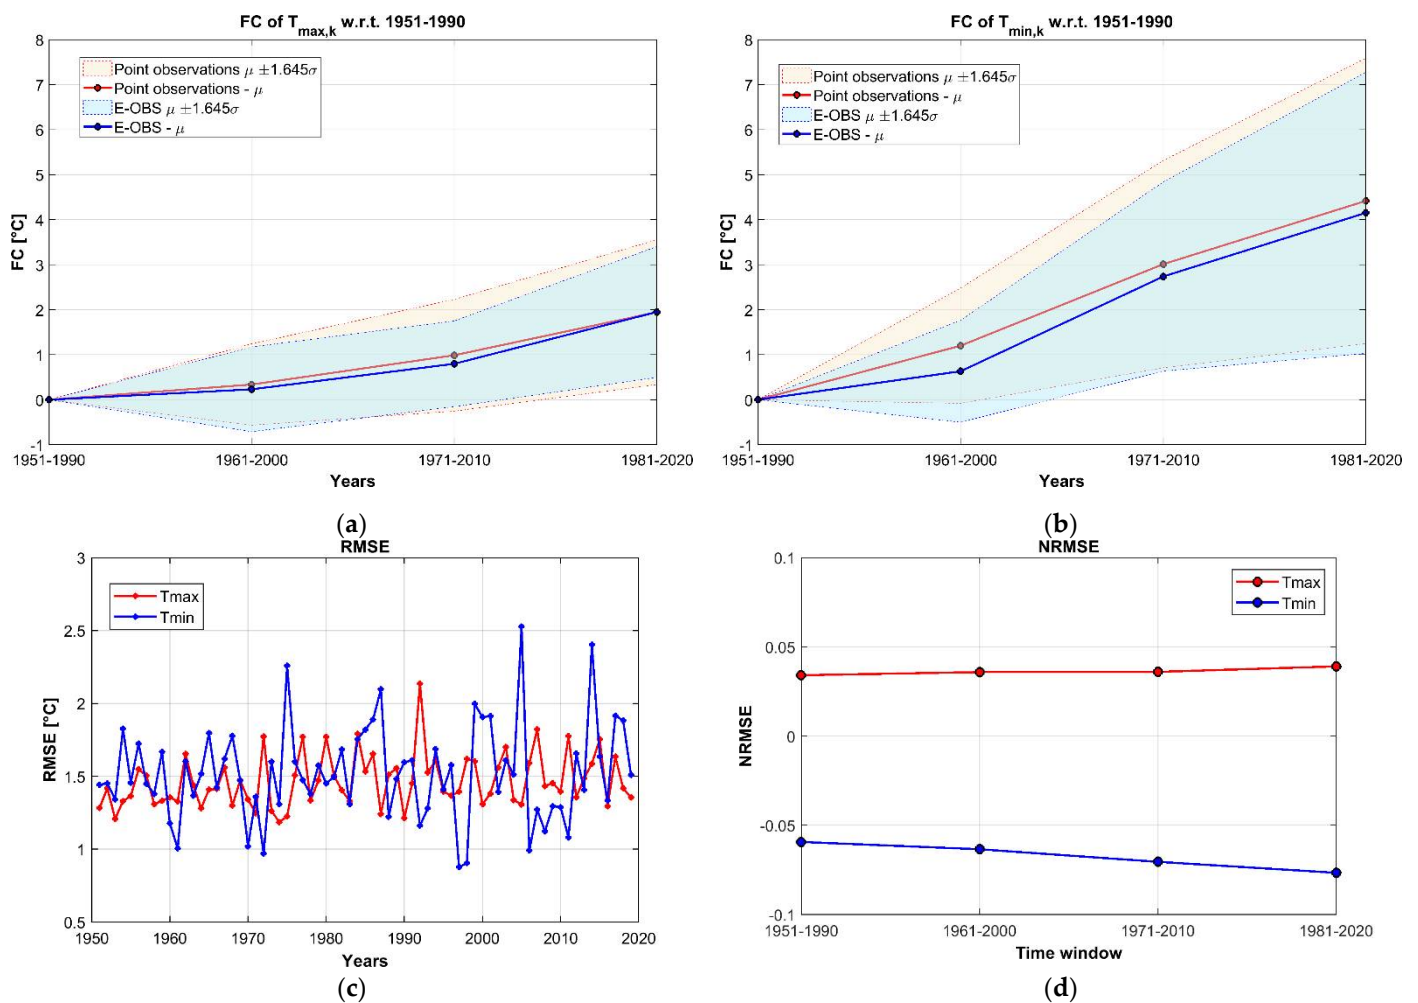 FC of T max,k w.r.t. 1951-1990
8
7
6
5
4
3
2
1
0
-1
FC [°C]
Point observations μ ±1.645σ
Point observations - μ
E-OBS μ ±1.645σ
E-OBS - μ
1951-1990 1961-2000 1971-2010 1981-2020
Years
(a)
FC of T min,k w.r.t. 1951-1990
8
7
6
5
4
3
2
1
0
-1
FC [°C]
Point observations μ ±1.645σ
Point observations - μ
E-OBS μ ±1.645σ
E-OBS - μ
1951-1990 1961-2000 1971-2010 1981-2020
Years
(b)
RMSE
3
2.5
2
1.5
1
0.5
RMSE [°C]
Tmax
Tmin
1950 1960 1970 1980 1990 2000 2010 2020
Years
(c)
NRMSE
0.1
0.05
0
-0.05
-0.1
NRMSE
Tmax
Tmin
1951-1990 1961-2000 1971-2010 1981-2020
Time window
(d)